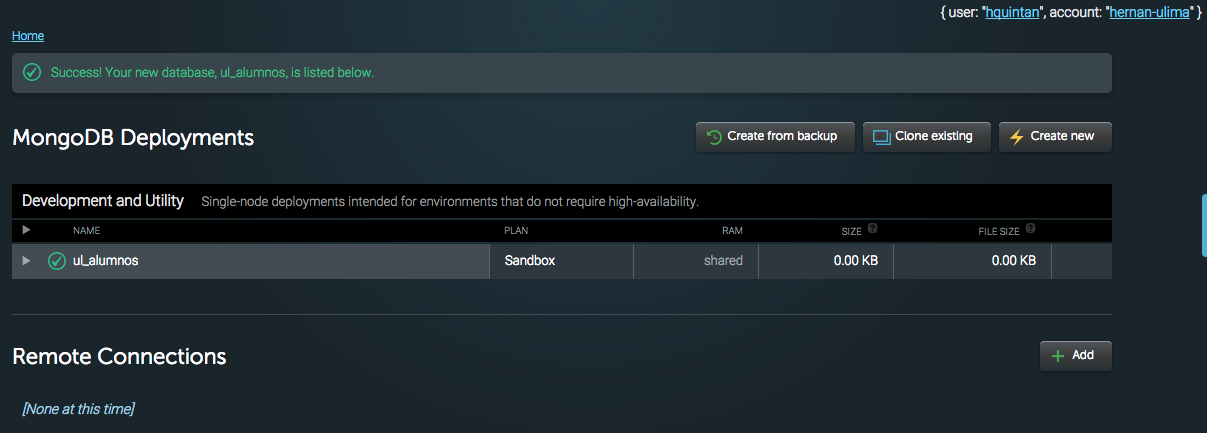 { user: "hquintan", account: "hernan-ulima" }
Home
Success! Your new database, ul_alumnos, is listed below.
MongoDB Deployments
Create from backup
Clone existing
Create new
Development and Utility Single-node deployments intended for environments that do not require high-availability.
NAME PLAN RAM SIZE ? FILE SIZE ?
ul_alumnos Sandbox shared 0.00 KB 0.00 KB
Remote Connections
Add
[None at this time]